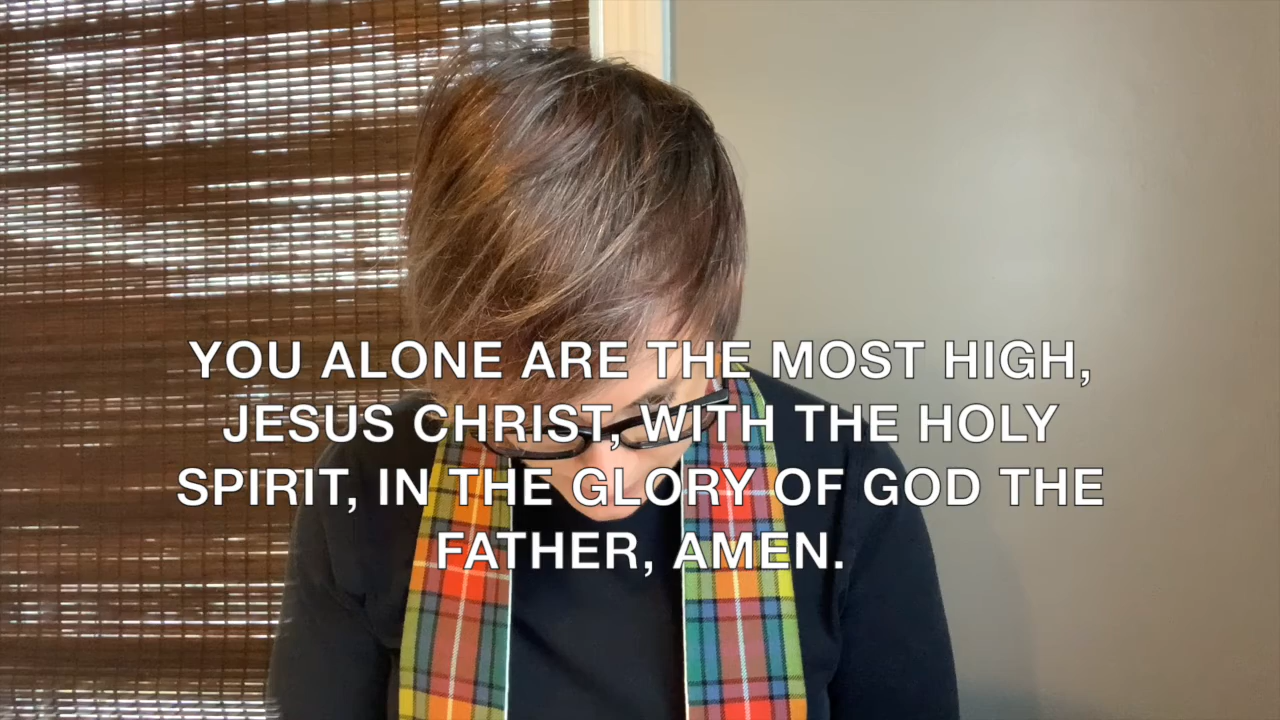 YOU ALONE ARE THE MOST HIGH,
JESUS CHRIST, WITH THE HOLY
SPIRIT, IN THE GLORY OF GOD THE
FATHER, AMEN.